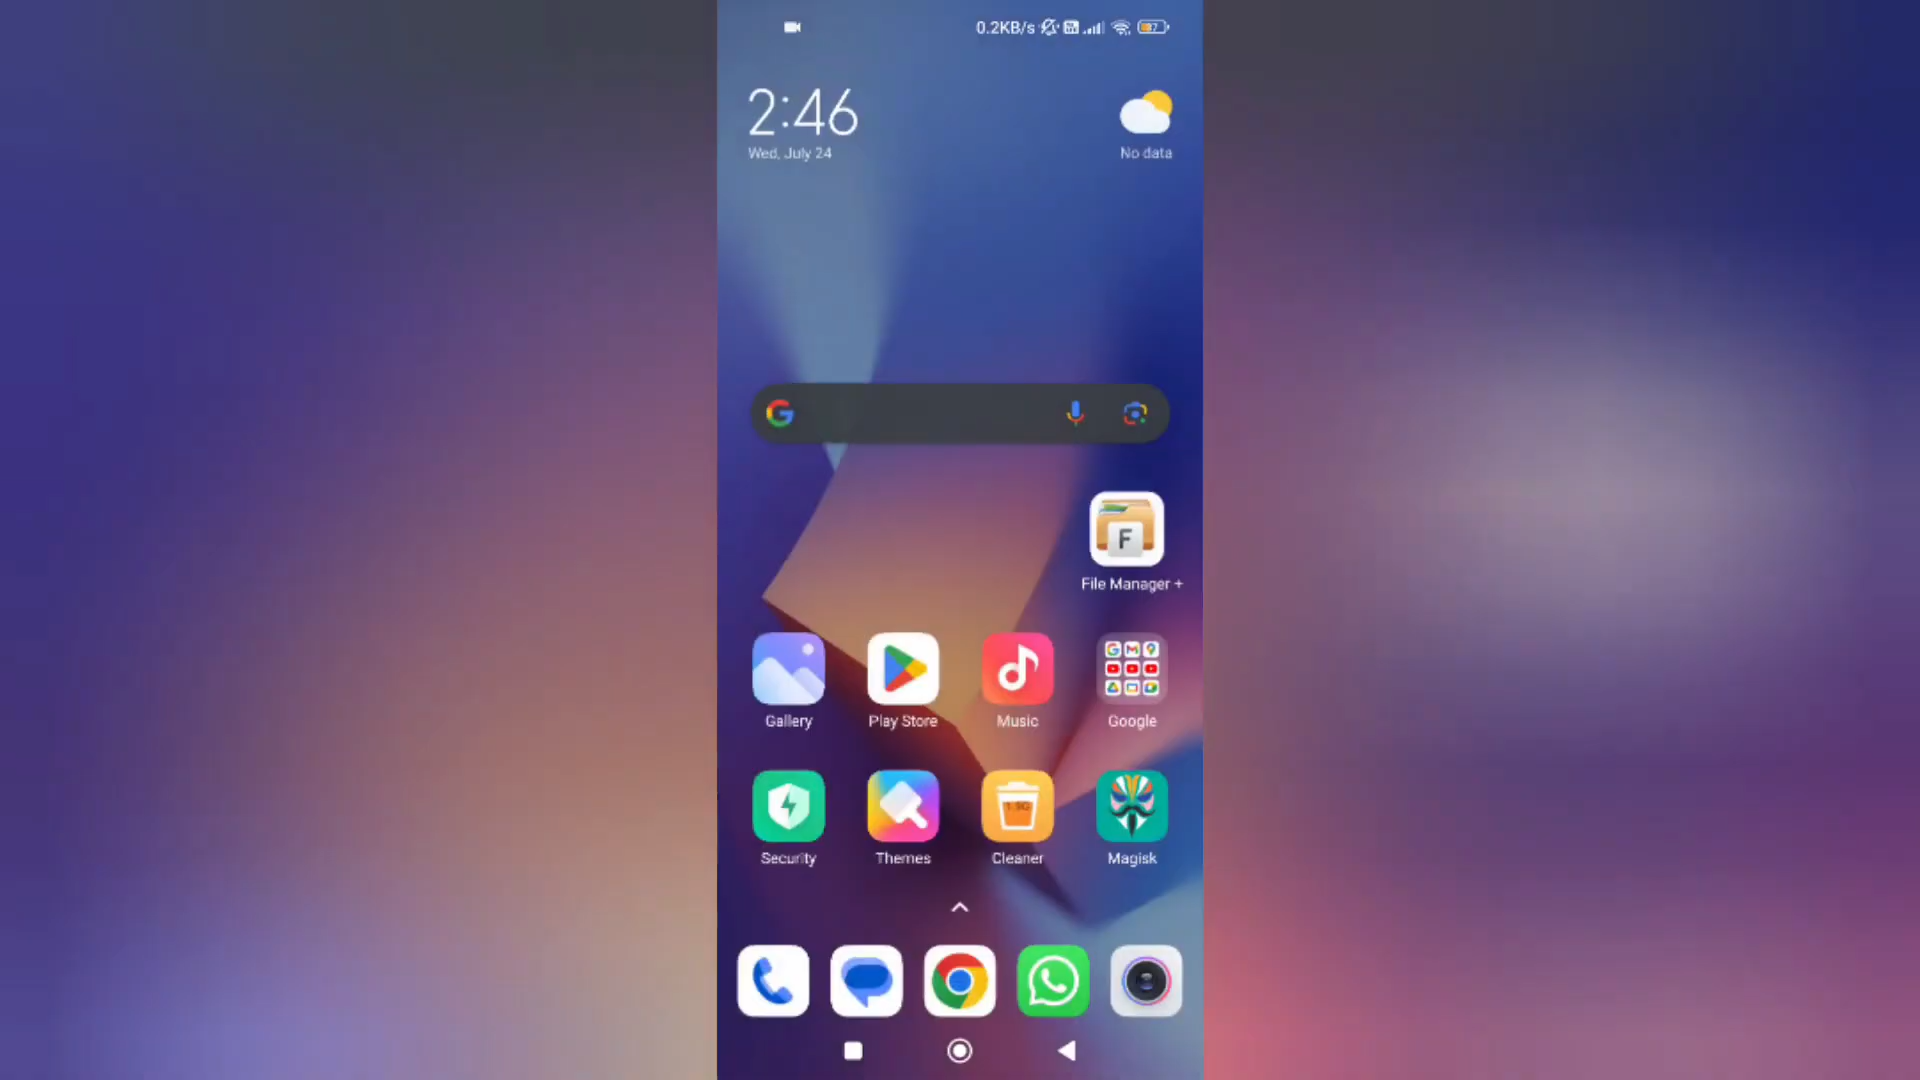 0.2KB/s
2:46
Wed, July 24
No data
File Manager +
Gallery
Play Store
Music
Google
Security
Themes
Cleaner
Magisk